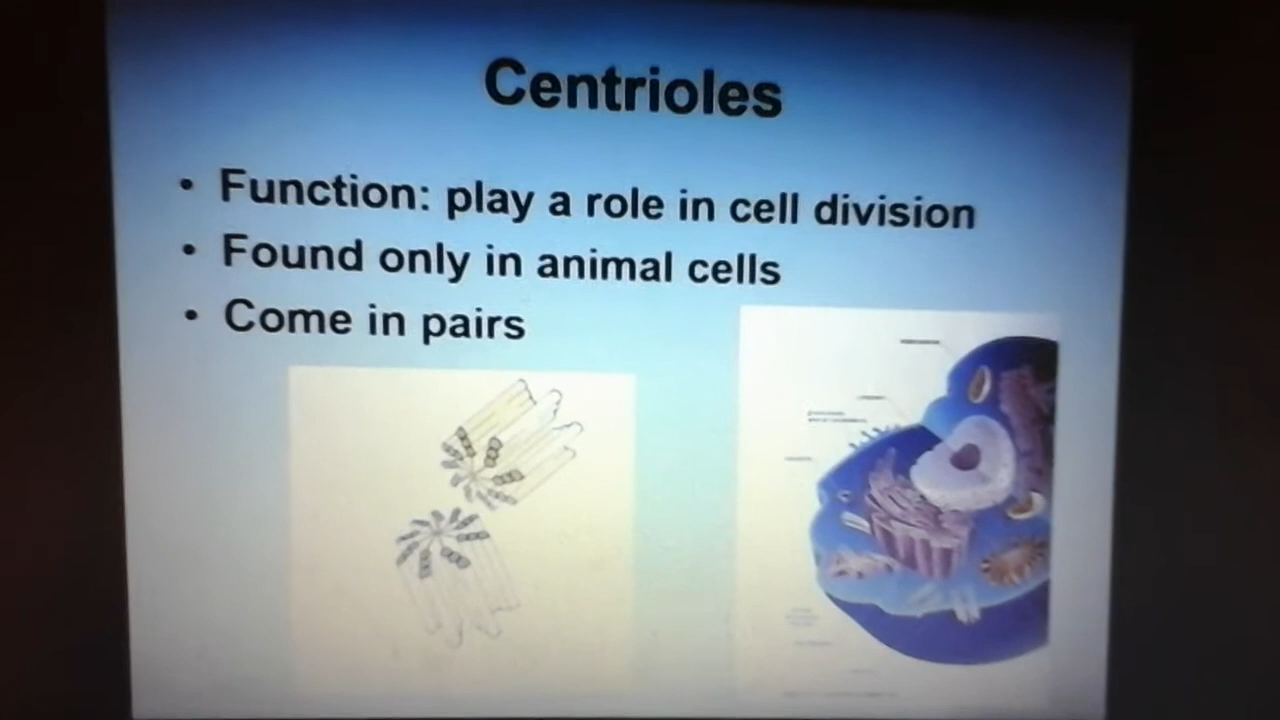 Centrioles
• Function: play a role in cell division
• Found only in animal cells
• Come in pairs